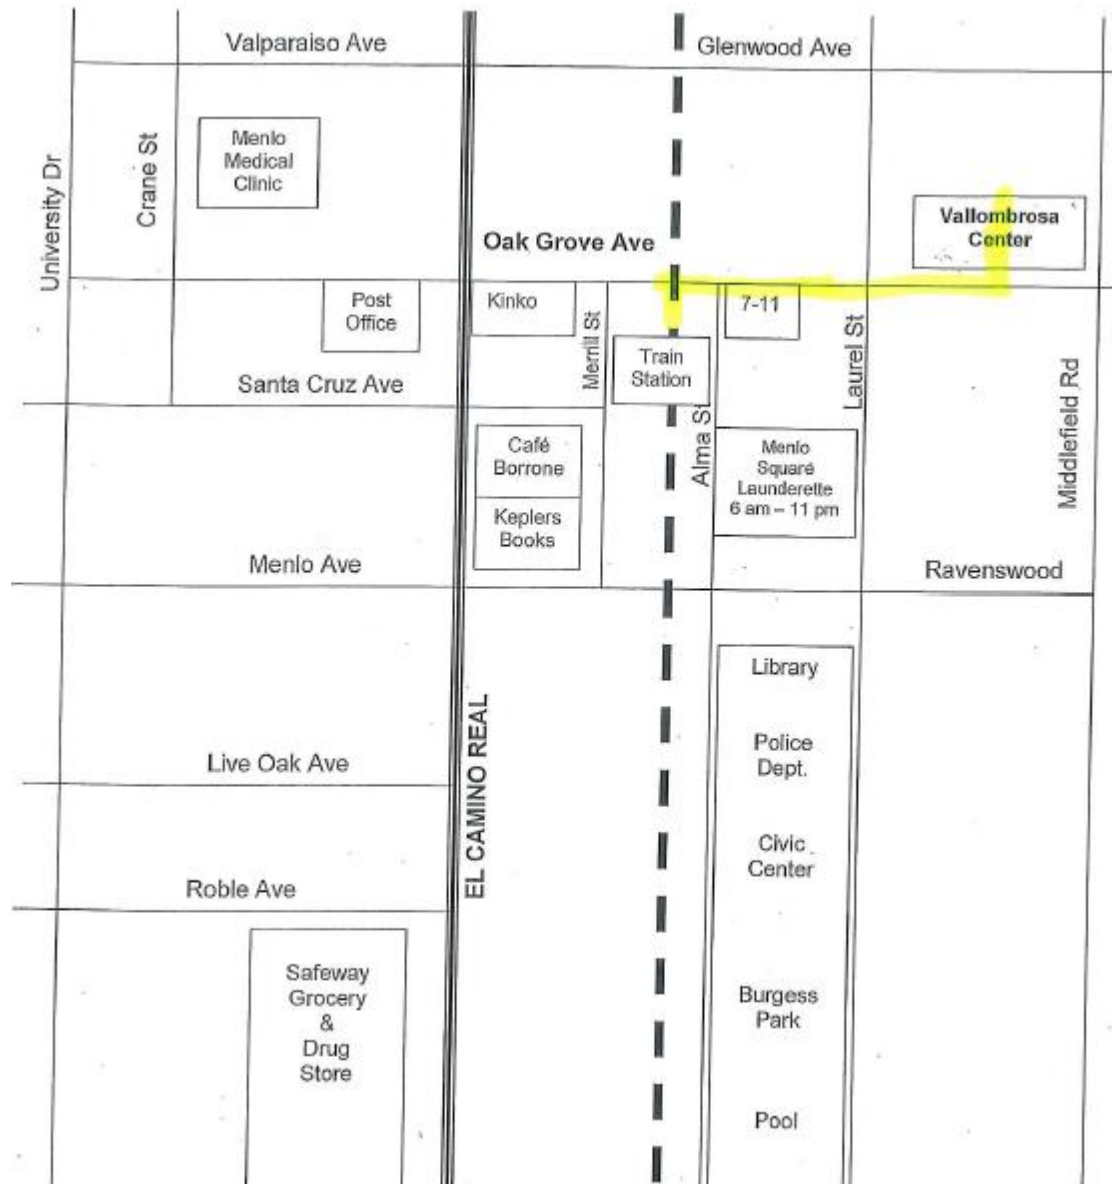 Valparaiso Ave
Glenwood Ave
University Dr
Crane St
Menlo
Medical
Clinic
Vallombrosa
Center
Oak Grove Ave
Post
Office
Kinko
Merrill St
7-11
Laurel St
Train
Station
Santa Cruz Ave
Alma St
Middlefield Rd
Café
Borrone
Keplers
Books
Menlo
Square
Launderette
6 am – 11 pm
Menlo Ave
Ravenswood
Library
Police
Dept.
EL CAMINO REAL
Live Oak Ave
Civic
Center
Roble Ave
Safeway
Grocery
&
Drug
Store
Burgess
Park
Pool